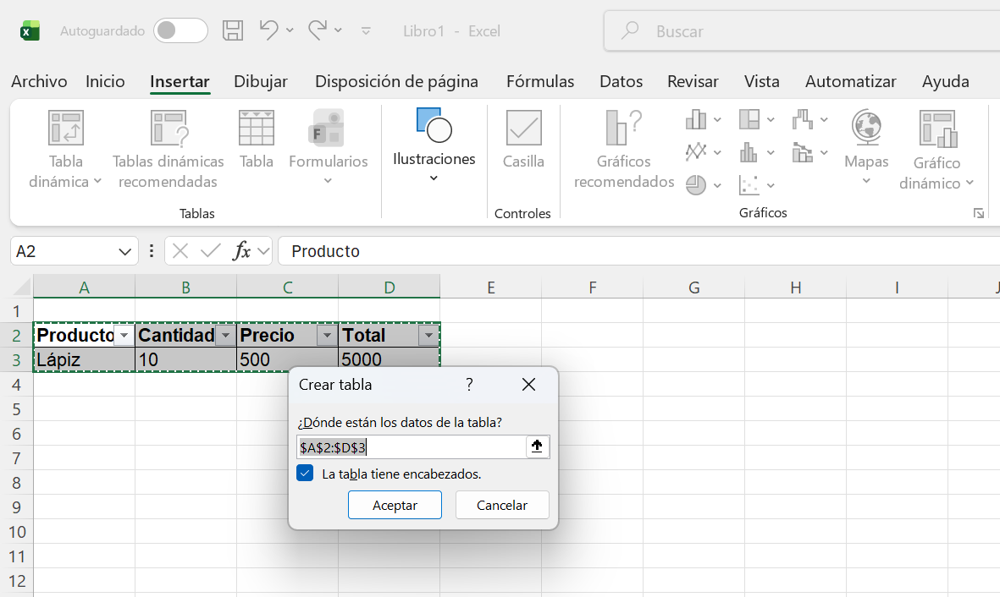 Autoguardado Libro1 - Excel Buscar
Archivo Inicio Insertar Dibujar Disposición de página Fórmulas Datos Revisar Vista Automatizar Ayuda
Tabla dinámica
Tablas dinámicas recomendadas
Tabla
Formularios
Tablas
Ilustraciones
Casilla
Controles
Gráficos recomendados
Mapas
Gráfico dinámico
Gráficos
A2 fx Producto
A B C D E F G H I J
1
2 Producto Cantidad Precio Total
3 Lápiz 10 500 5000
4
5
6
7
8
9
10
11
12
Crear tabla ?
¿Dónde están los datos de la tabla?
$A$2:$D$3
La tabla tiene encabezados.
Aceptar Cancelar